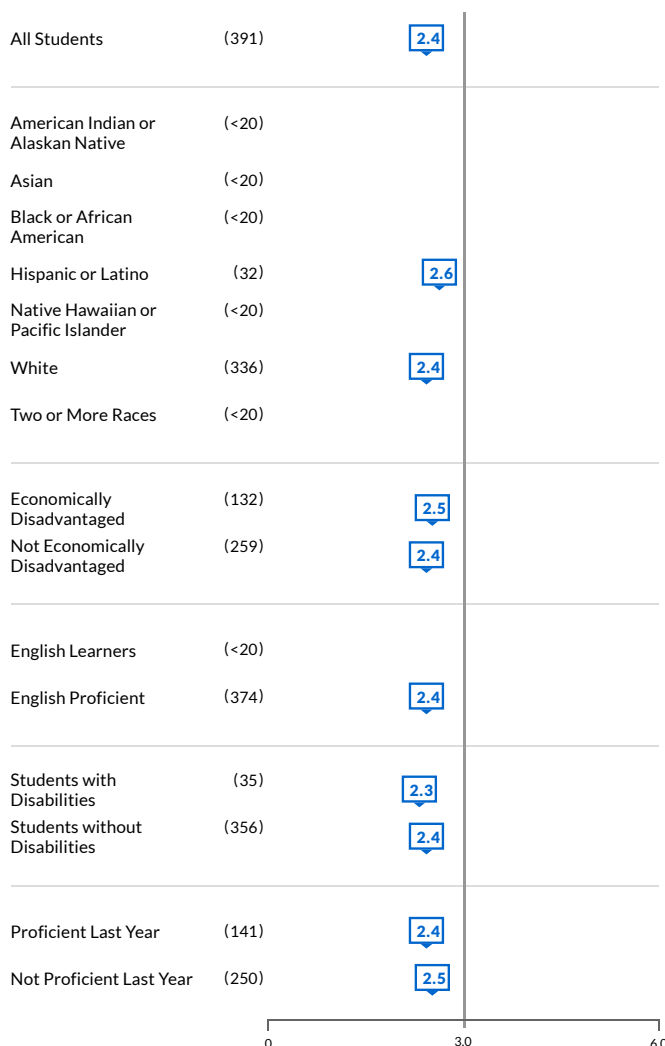 All Students (391) 2.4
American Indian or (<20)
Alaskan Native
Asian (<20)
Black or African (<20)
American
Hispanic or Latino (32) 2.6
Native Hawaiian or (<20)
Pacific Islander
White (336) 2.4
Two or More Races (<20)
Economically (132) 2.5
Disadvantaged
Not Economically (259) 2.4
Disadvantaged
English Learners (<20)
English Proficient (374) 2.4
Students with (35) 2.3
Disabilities
Students without (356) 2.4
Disabilities
Proficient Last Year (141) 2.4
Not Proficient Last Year (250) 2.5
0 3.0 6.0